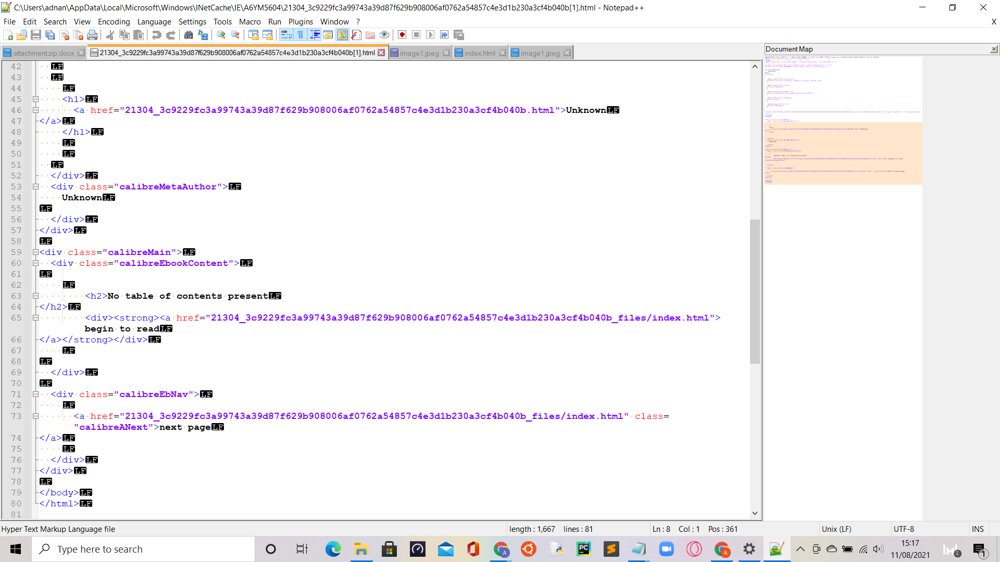 C:\Users\adnan\AppData\Local\Microsoft\Windows\INetCache\IE\A6YM5604\21304_3c9229fc3a99743a39d87f629b908006af0762a54857c4e3d1b230a3cf4b040b[1].html - Notepad++
File Edit Search View Encoding Language Settings Tools Macro Run Plugins Window ? X
attachment.zip.docx 21304_3c9229fc3a99743a39d87f629b908006af0762a54857c4e3d1b230a3cf4b040b[1].html image1.jpeg index.html image1.jpeg
Document Map
42 LF
43 LF
44 LF
45 <h1>LF
46 <a href="21304_3c9229fc3a99743a39d87f629b908006af0762a54857c4e3d1b230a3cf4b040b.html">UnknownLF
47 </a>LF
48 </h1>LF
49 LF
50 LF
51 LF
52 </div>LF
53 <div class="calibreMetaAuthor">LF
54 UnknownLF
55 LF
56 </div>LF
57 </div>LF
58 LF
59 <div class="calibreMain">LF
60 <div class="calibreEbookContent">LF
61 LF
62 LF
63 <h2>No table of contents presentLF
64 </h2>LF
65 <div><strong><a href="21304_3c9229fc3a99743a39d87f629b908006af0762a54857c4e3d1b230a3cf4b040b_files/index.html">
begin to readLF
66 </a></strong></div>LF
67 LF
68 LF
69 </div>LF
70 LF
71 <div class="calibreEbNav">LF
72 LF
73 <a href="21304_3c9229fc3a99743a39d87f629b908006af0762a54857c4e3d1b230a3cf4b040b_files/index.html" class=
"calibreANext">next pageLF
74 </a>LF
75 LF
76 </div>LF
77 </div>LF
78 LF
79 </body>LF
80 </html>LF
81
Hyper Text Markup Language file length : 1,667 lines : 81 Ln : 8 Col : 1 Pos : 361 Unix (LF) UTF-8 INS
Type here to search
PC
15:17
11/08/2021
2
1